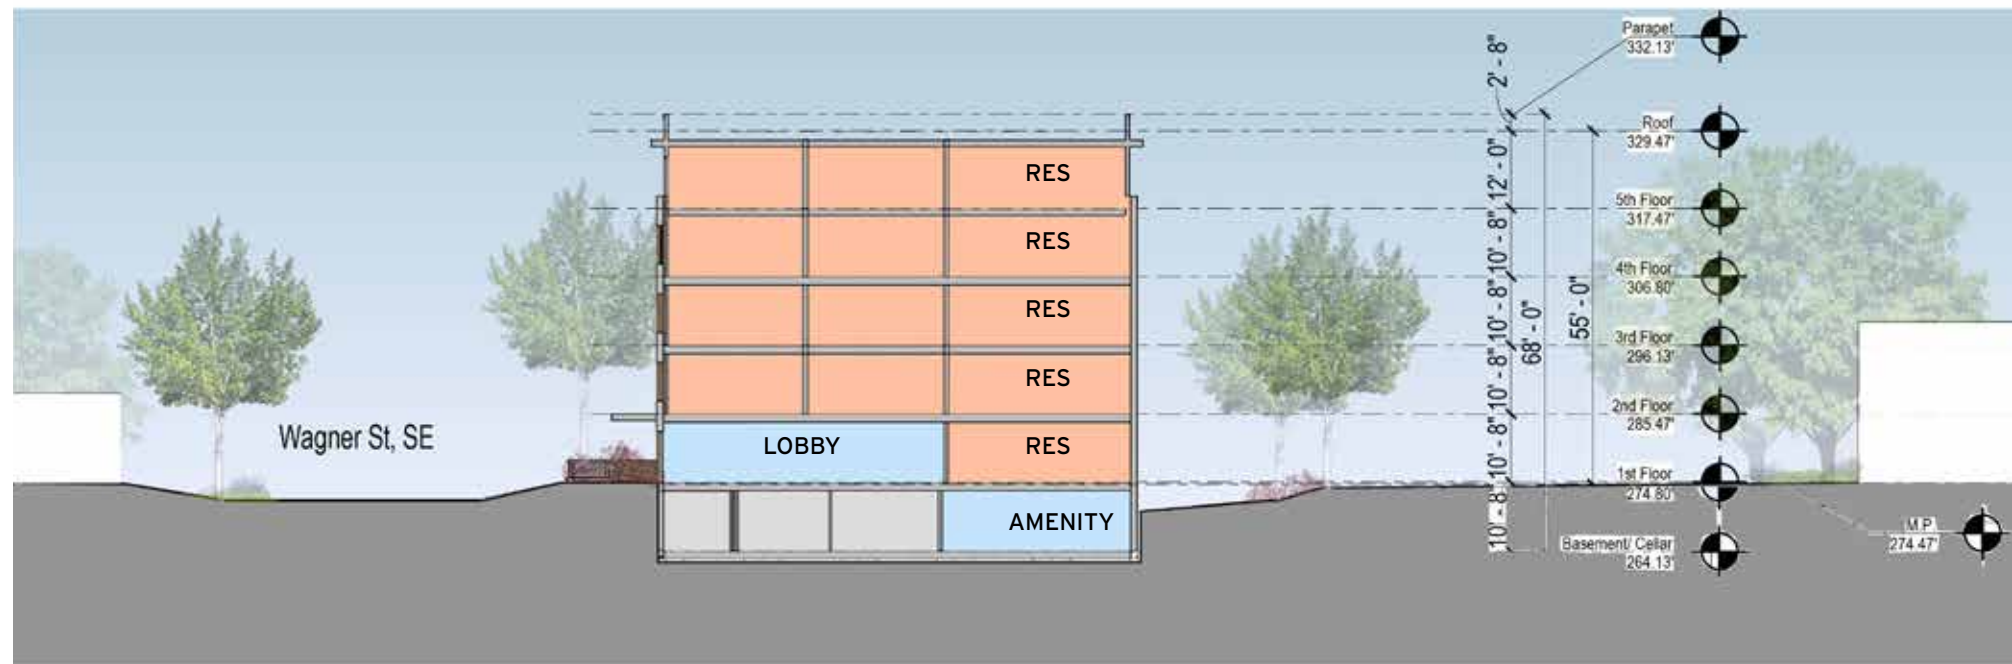 Parapet
332.13'
2' - 8"
Roof
329.47'
12' - 0"
RES
5th Floor
317.47'
10' - 8"
RES
4th Floor
306.80'
10' - 8"
RES
68' - 0"
55' - 0"
3rd Floor
296.13'
10' - 8"
RES
2nd Floor
285.47'
10' - 8"
Wagner St, SE
LOBBY
RES
1st Floor
274.80'
10' - 8"
AMENITY
M.P.
274.47'
Basement/ Cellar
264.13'